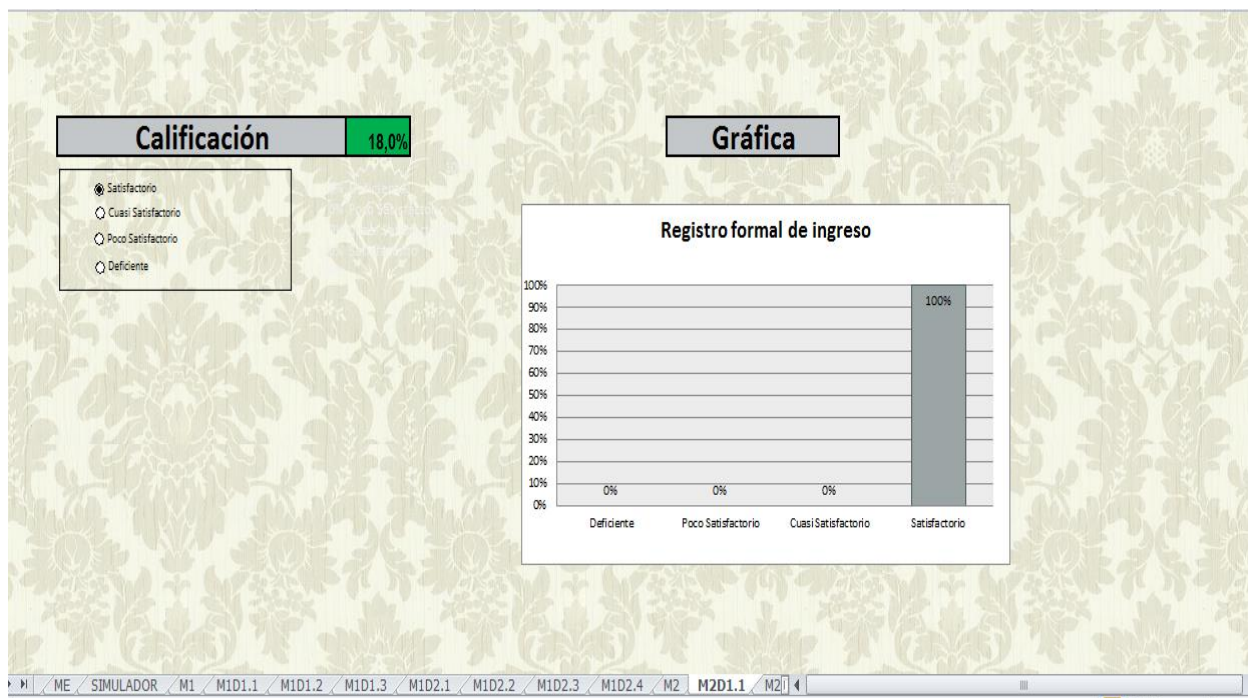 Calificación 18,0%
Gráfica
Satisfactorio
Cuasi Satisfactorio
Poco Satisfactorio
Deficiente
Registro formal de ingreso
100%
90%
80%
70%
60%
50%
40%
30%
20%
10%
0%
100%
0% 0% 0%
Deficiente Poco Satisfactorio Cuasi Satisfactorio Satisfactorio
ME SIMULADOR M1 M1D1.1 M1D1.2 M1D1.3 M1D2.1 M1D2.2 M1D2.3 M1D2.4 M2 M2D1.1